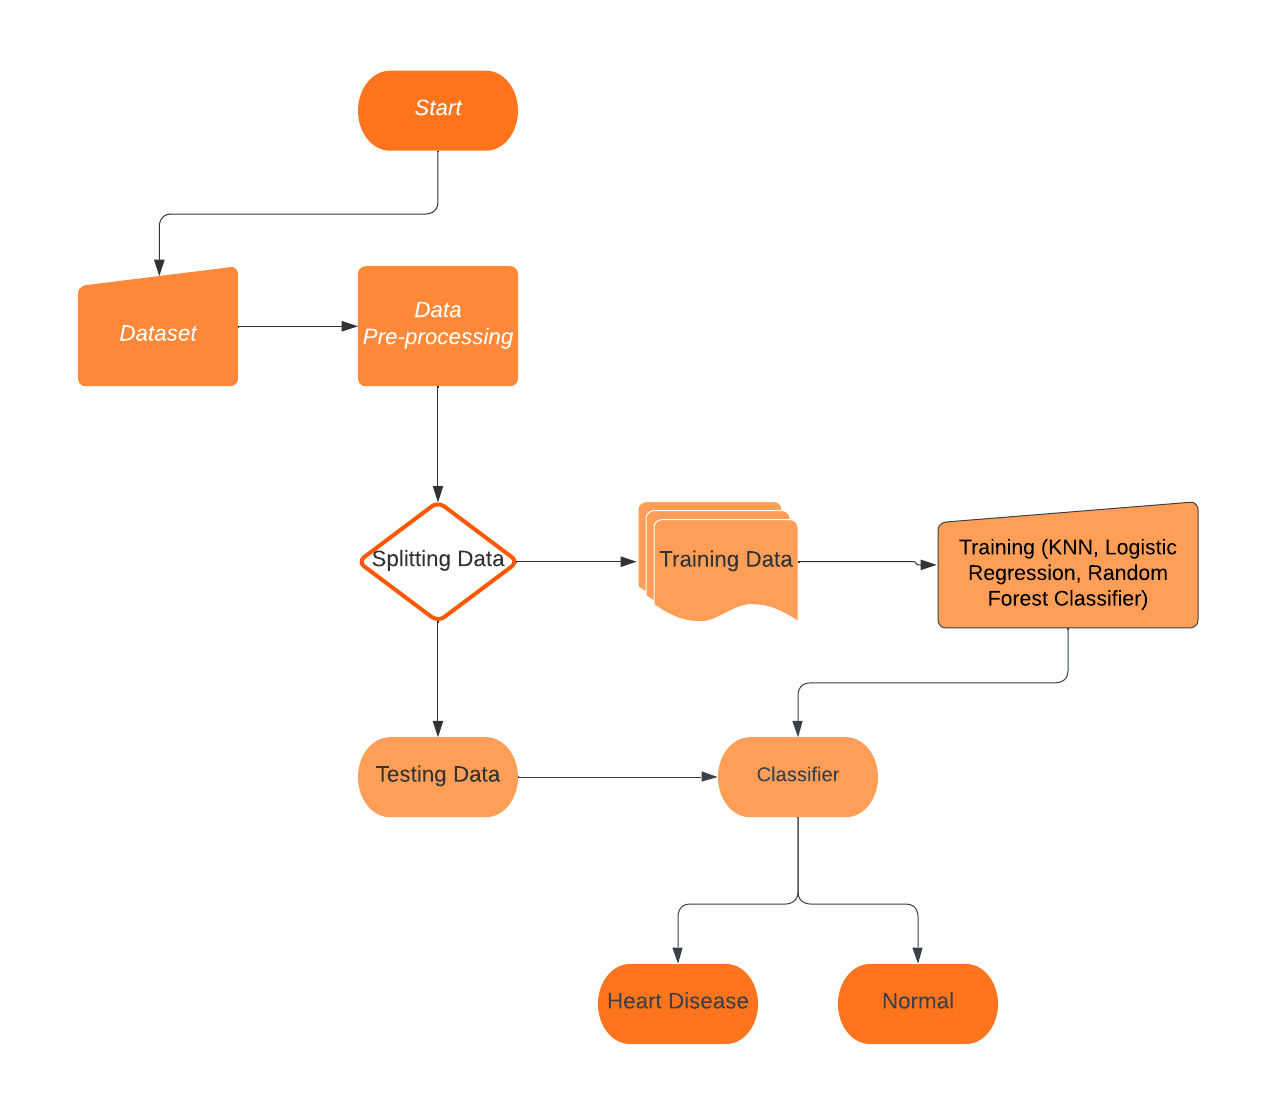 Start
Dataset
Data
Pre-processing
Splitting Data
Training Data
Training (KNN, Logistic
Regression, Random
Forest Classifier)
Testing Data
Classifier
Heart Disease
Normal